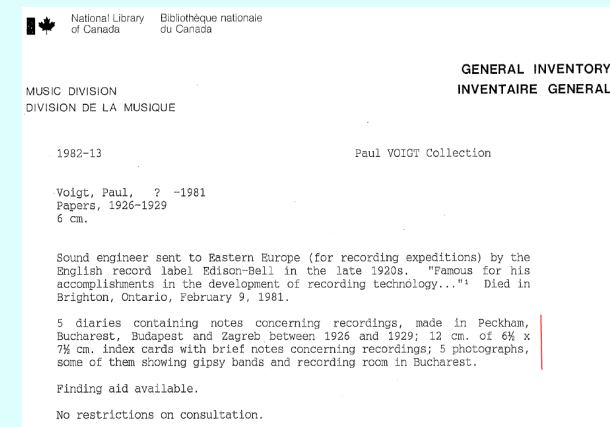 National Library Bibliothèque nationale
of Canada du Canada
GENERAL INVENTORY
MUSIC DIVISION INVENTAIRE GENERAL
DIVISION DE LA MUSIQUE
1982-13 Paul VOIGT Collection
Voigt, Paul, ? -1981
Papers, 1926-1929
6 cm.
Sound engineer sent to Eastern Europe (for recording expeditions) by the
English record label Edison-Bell in the late 1920s. "Famous for his
accomplishments in the development of recording technology..."¹ Died in
Brighton, Ontario, February 9, 1981.
5 diaries containing notes concerning recordings, made in Peckham,
Bucharest, Budapest and Zagreb between 1926 and 1929; 12 cm. of 6½ x
7½ cm. index cards with brief notes concerning recordings; 5 photographs,
some of them showing gipsy bands and recording room in Bucharest.
Finding aid available.
No restrictions on consultation.